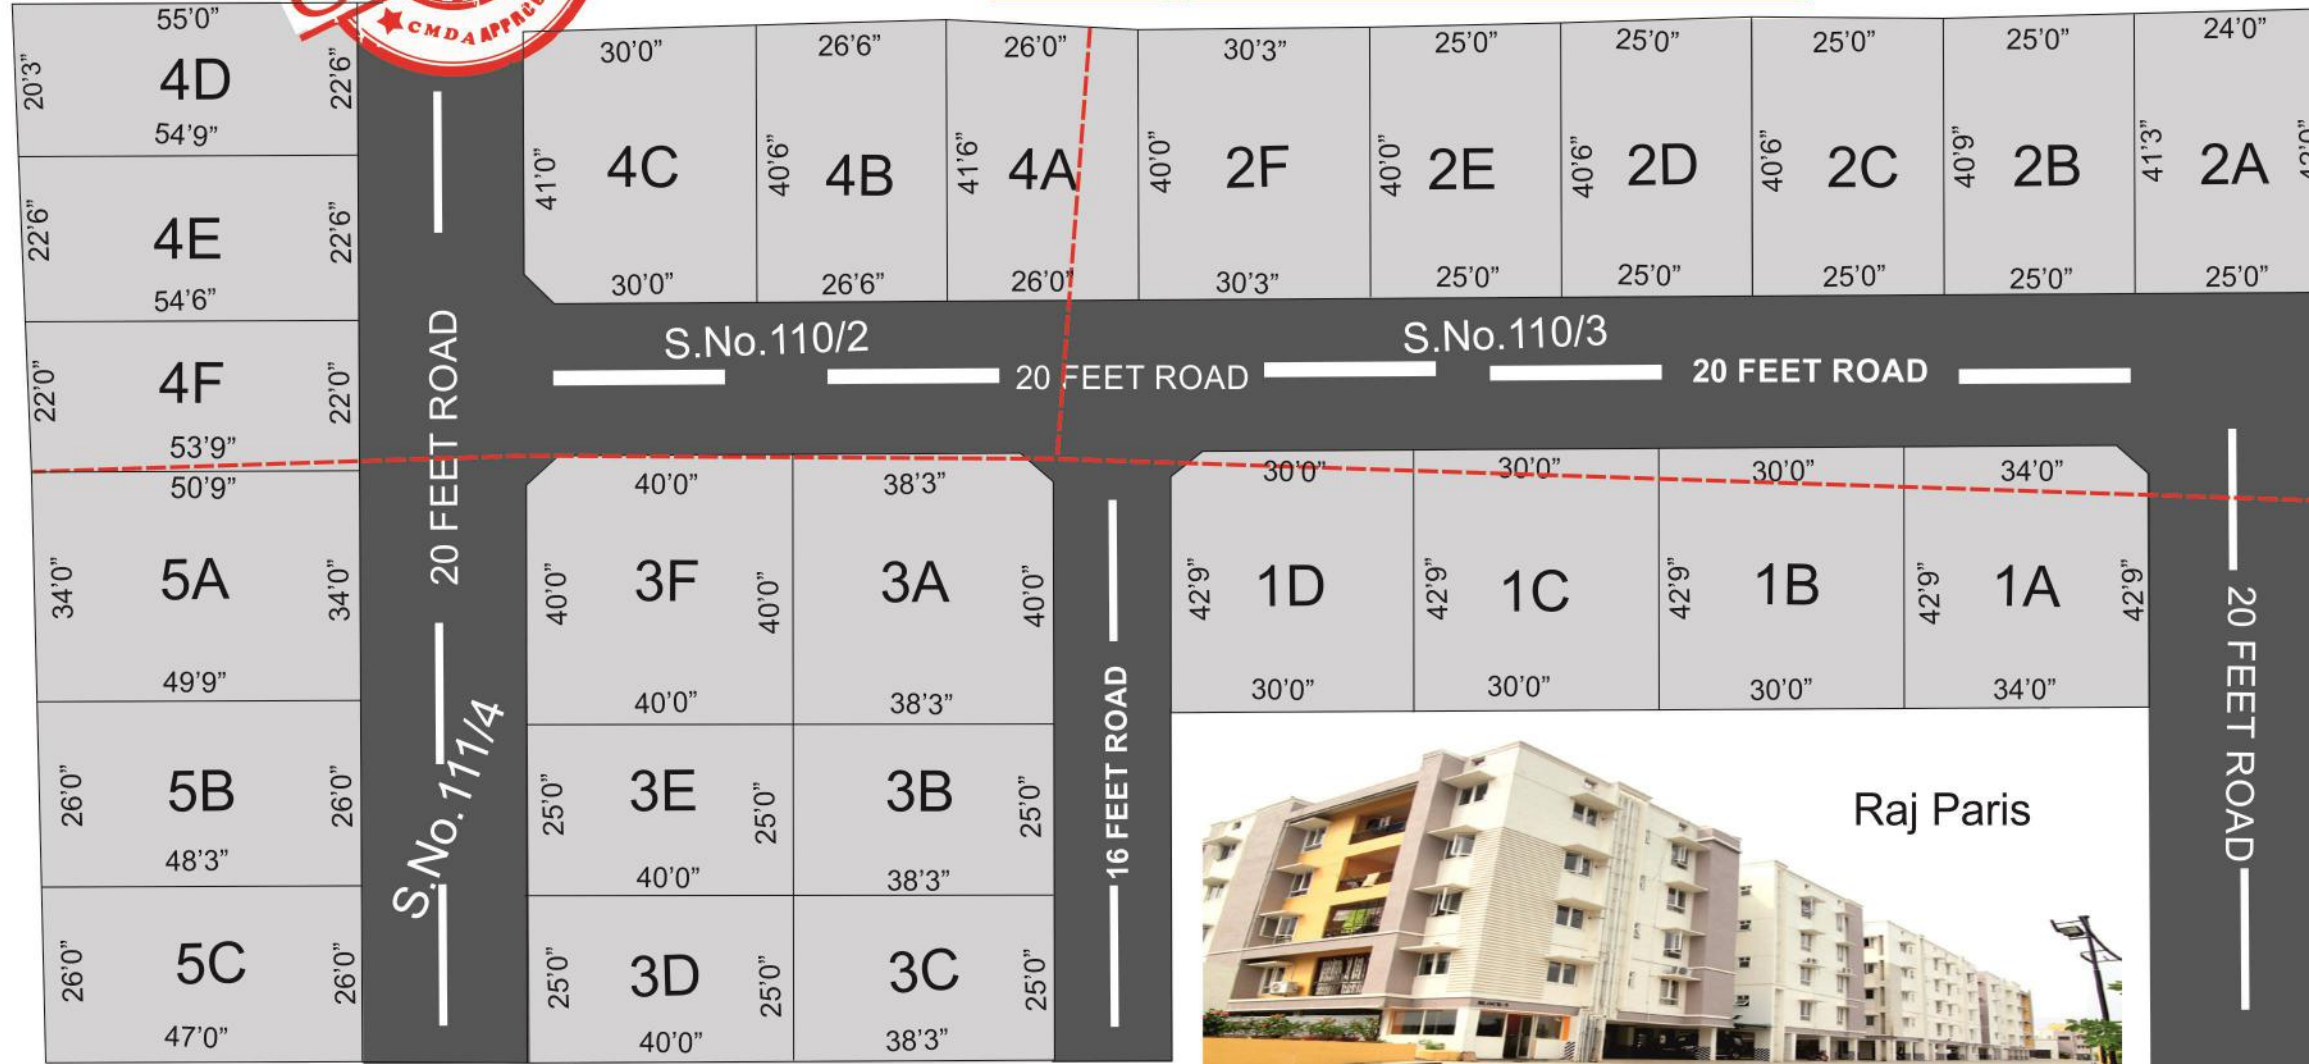 CMDA
55'0"
20'3"
4D
22'6"
54'9"
22'6"
4E
22'6"
54'6"
22'0"
4F
22'0"
53'9"
50'9"
34'0"
5A
34'0"
49'9"
26'0"
5B
26'0"
48'3"
26'0"
5C
26'0"
47'0"
20 FEET ROAD
S.No.111/4
30'0"
41'0"
4C
30'0"
26'6"
40'6"
4B
26'6"
26'0"
41'6"
4A
26'0"
30'3"
40'0"
2F
30'3"
25'0"
40'0"
2E
25'0"
25'0"
40'6"
2D
25'0"
25'0"
40'6"
2C
25'0"
25'0"
40'9"
2B
25'0"
24'0"
41'3"
2A
25'0"
S.No.110/2
20 FEET ROAD
S.No.110/3
20 FEET ROAD
40'0"
40'0"
3F
40'0"
40'0"
38'3"
3A
40'0"
38'3"
25'0"
3E
25'0"
40'0"
3B
25'0"
38'3"
25'0"
3D
25'0"
40'0"
3C
25'0"
38'3"
16 FEET ROAD
30'0"
42'9"
1D
30'0"
30'0"
42'9"
1C
30'0"
30'0"
42'9"
1B
30'0"
34'0"
42'9"
1A
42'9"
34'0"
20 FEET ROAD
Raj Paris